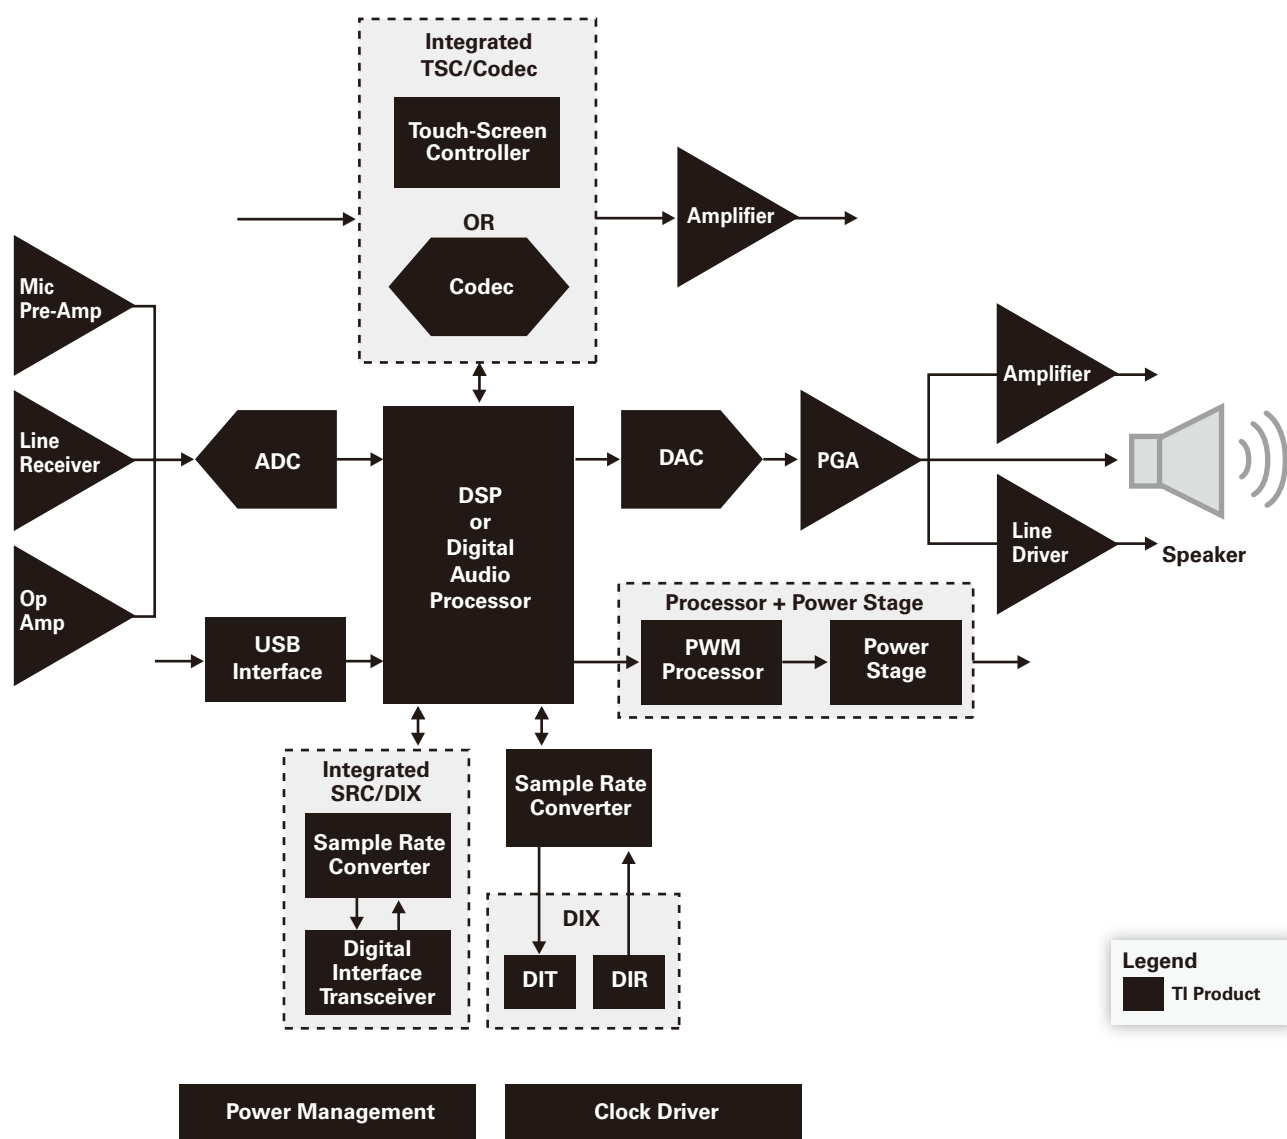 Integrated
TSC/Codec
Touch-Screen
Controller
OR
Codec
Amplifier
Mic
Pre-Amp
Line
Receiver
Op
Amp
ADC
USB
Interface
DSP
or
Digital
Audio
Processor
DAC
PGA
Amplifier
Line
Driver
Speaker
Processor + Power Stage
PWM
Processor
Power
Stage
Integrated
SRC/DIX
Sample Rate
Converter
Digital
Interface
Transceiver
Sample Rate
Converter
DIX
DIT
DIR
Legend
TI Product
Power Management
Clock Driver